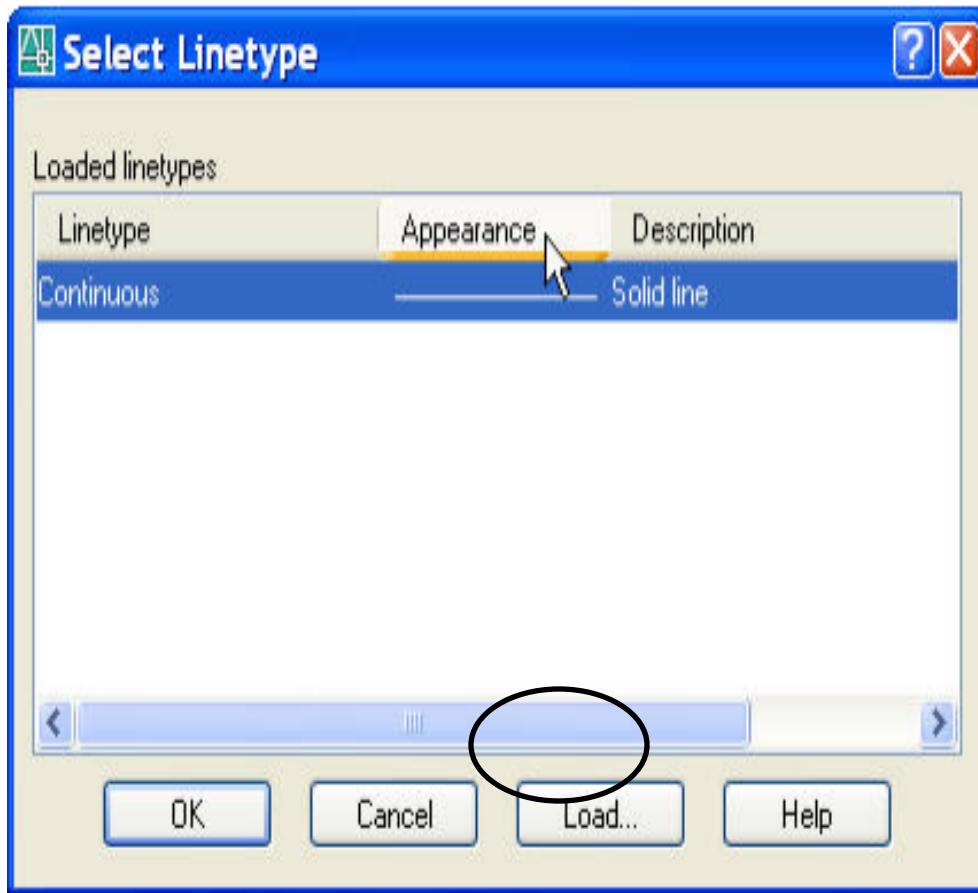 Select Linetype
Loaded linetypes
Linetype Appearance Description
Continuous Solid line
OK Cancel Load... Help